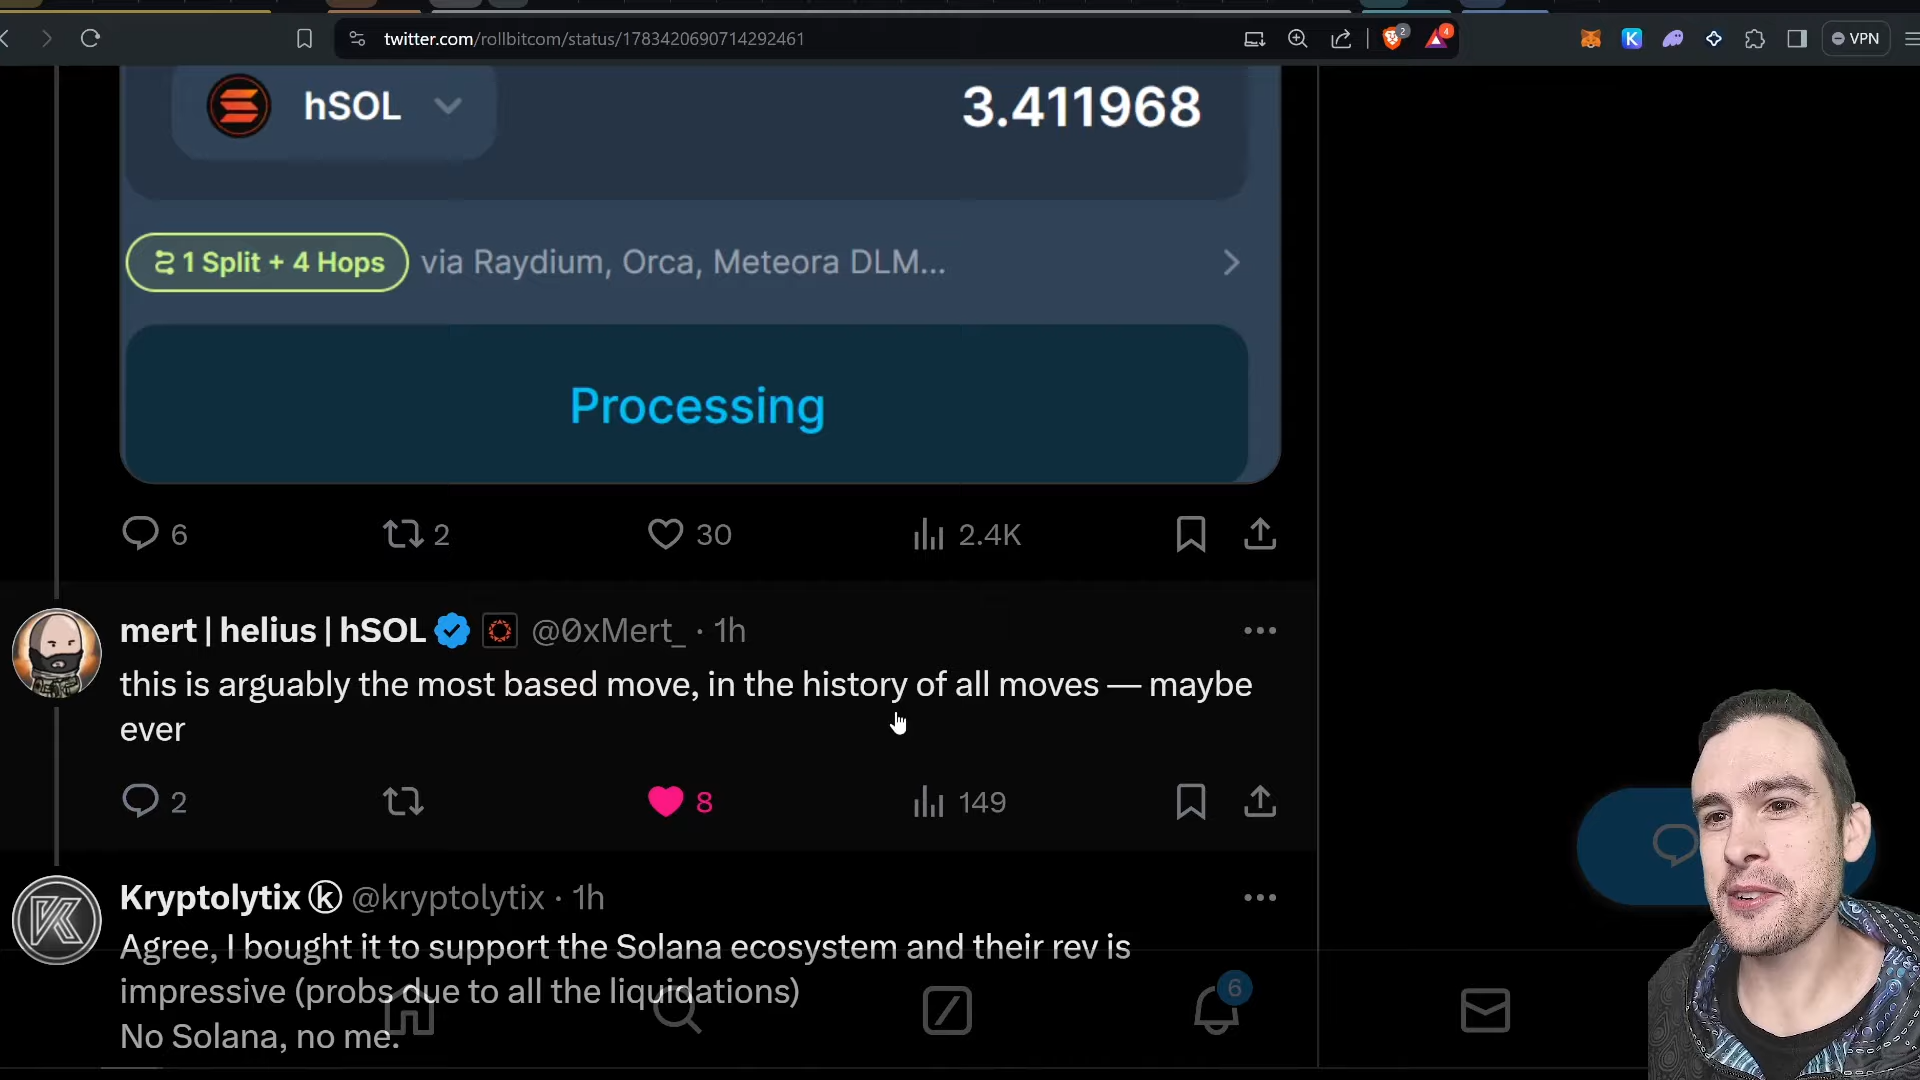 twitter.com/rollbitcom/status/1783420690714292461
2
4
VPN
hSOL
3.411968
1 Split + 4 Hops via Raydium, Orca, Meteora DLM...
Processing
6 2 30 2.4K
mert | helius | hSOL @0xMert_ · 1h
this is arguably the most based move, in the history of all moves — maybe
ever
2 8 149
Kryptolytix ⓚ @kryptolytix · 1h
Agree, I bought it to support the Solana ecosystem and their rev is
impressive (probs due to all the liquidations)
No Solana, no me.
6